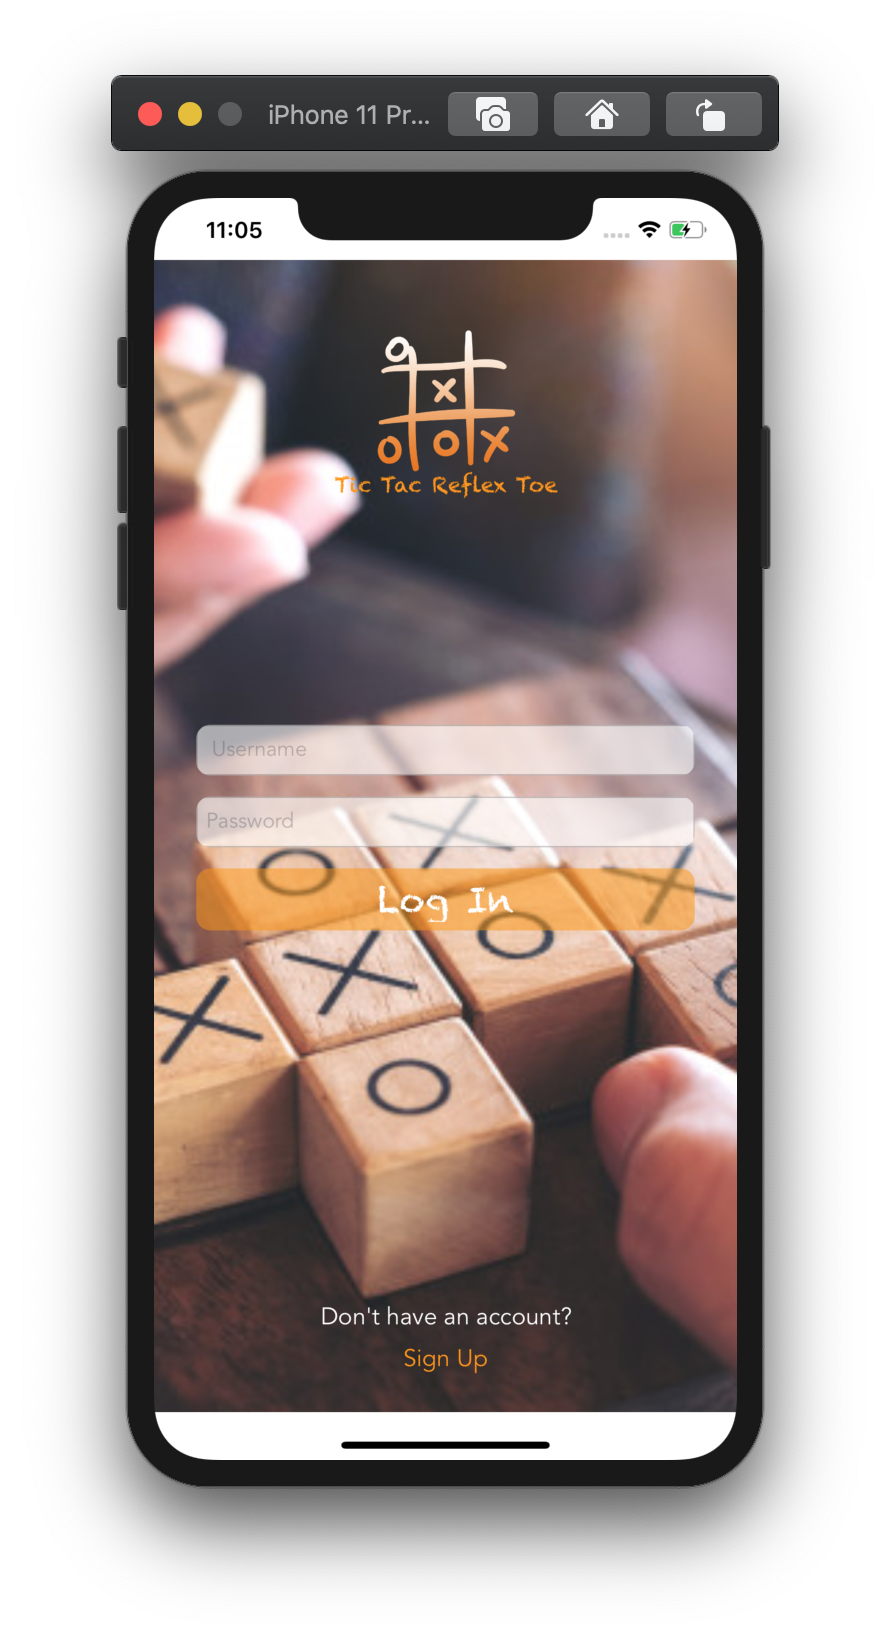 iPhone 11 Pr...
11:05
Tic Tac Reflex Toe
Username
Password
Log In
Don't have an account?
Sign Up